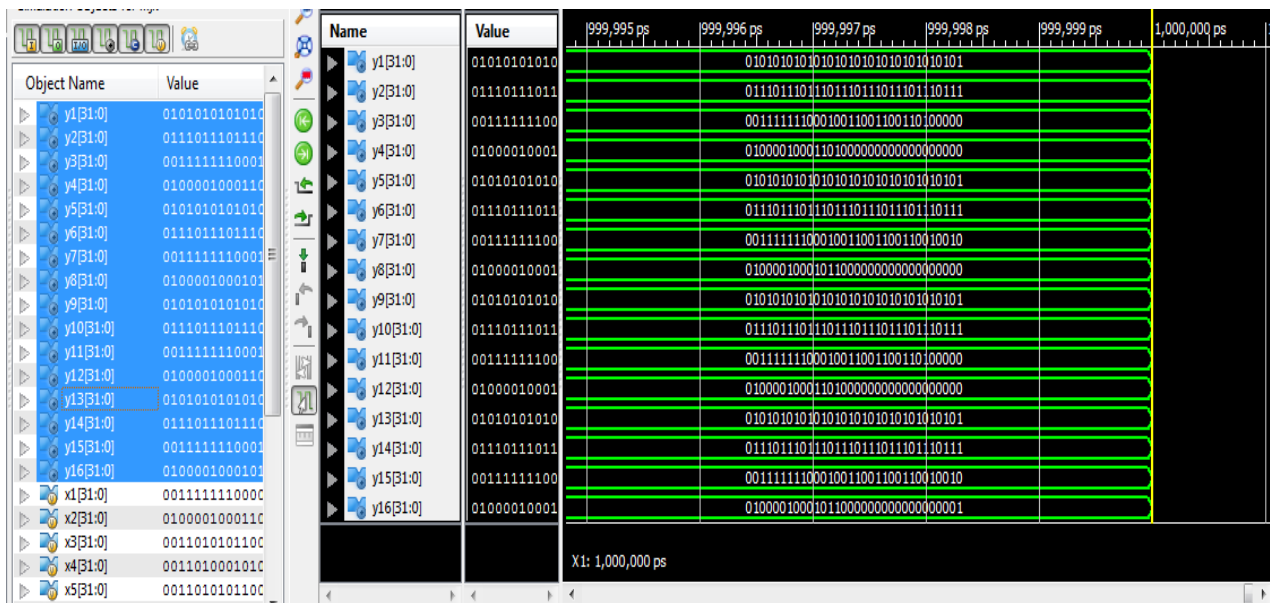 Object Name Value
y1[31:0] 0101010101010
y2[31:0] 0111011101110
y3[31:0] 0011111110001
y4[31:0] 0100001000110
y5[31:0] 0101010101010
y6[31:0] 0111011101110
y7[31:0] 0011111110001
y8[31:0] 0100001000101
y9[31:0] 0101010101010
y10[31:0] 0111011101110
y11[31:0] 0011111110001
y12[31:0] 0100001000110
y13[31:0] 0101010101010
y14[31:0] 0111011101110
y15[31:0] 0011111110001
y16[31:0] 0100001000101
x1[31:0] 0011111110000
x2[31:0] 0100001000110
x3[31:0] 0011010101100
x4[31:0] 0011010001010
x5[31:0] 0011010101100
Name Value 999,995 ps 999,996 ps 999,997 ps 999,998 ps 999,999 ps 1,000,000 ps
y1[31:0] 01010101010 01010101010101010101010101010101
y2[31:0] 01110111011 01110111011101110111011101110111
y3[31:0] 00111111100 00111111100010011001100110100000
y4[31:0] 01000010001 01000010001101000000000000000000
y5[31:0] 01010101010 01010101010101010101010101010101
y6[31:0] 01110111011 01110111011101110111011101110111
y7[31:0] 00111111100 00111111100010011001100110010010
y8[31:0] 01000010001 01000010001011000000000000000000
y9[31:0] 01010101010 01010101010101010101010101010101
y10[31:0] 01110111011 01110111011101110111011101110111
y11[31:0] 00111111100 00111111100010011001100110100000
y12[31:0] 01000010001 01000010001101000000000000000000
y13[31:0] 01010101010 01010101010101010101010101010101
y14[31:0] 01110111011 01110111011101110111011101110111
y15[31:0] 00111111100 00111111100010011001100110010010
y16[31:0] 01000010001 01000010001011000000000000000001
X1: 1,000,000 ps